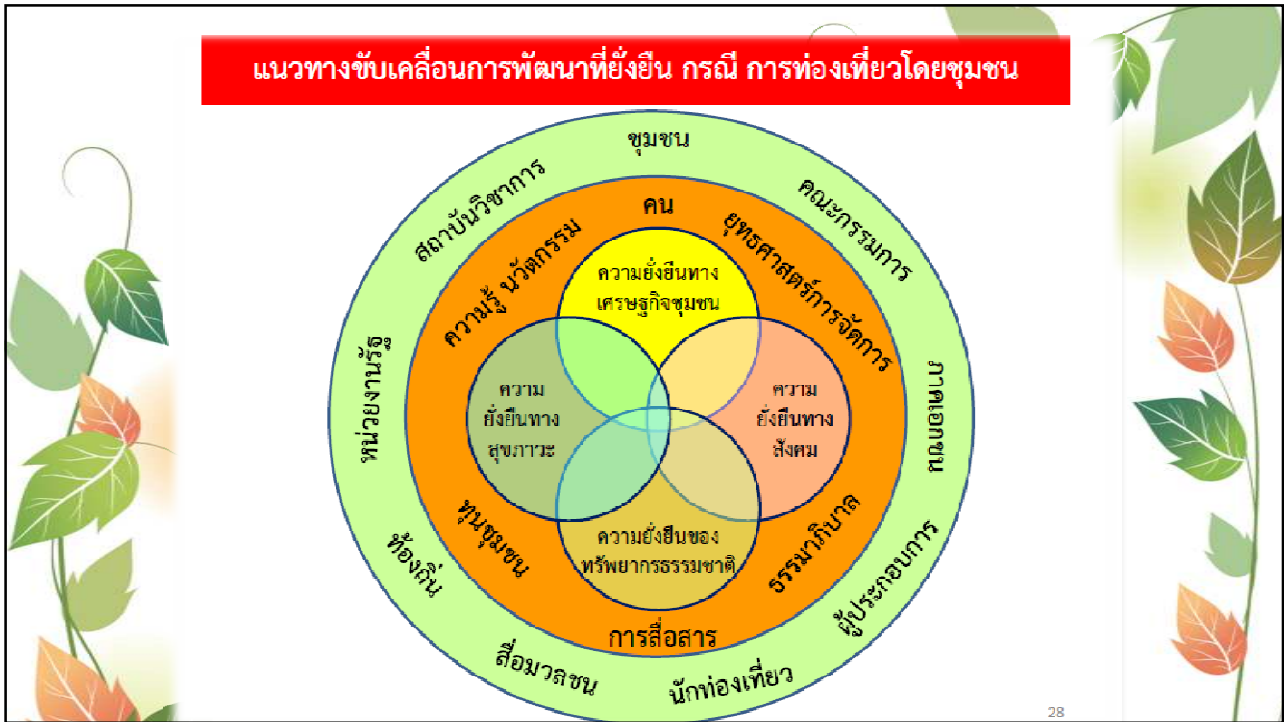 แนวทางขับเคลื่อนการพัฒนาที่ยั่งยืน กรณี การท่องเที่ยวโดยชุมชน
ชุมชน
คณะกรรมการ
ภาคเอกชน
ผู้ประกอบการ
นักท่องเที่ยว
สื่อมวลชน
ท้องถิ่น
หน่วยงานรัฐ
สถาบันวิชาการ
คน
ยุทธศาสตร์การจัดการ
ธรรมาภิบาล
การสื่อสาร
ทุนชุมชน
ความรู้ นวัตกรรม
ความยั่งยืนทาง
เศรษฐกิจชุมชน
ความ
ยั่งยืนทาง
สุขภาวะ
ความ
ยั่งยืนทาง
สังคม
ความยั่งยืนของ
ทรัพยากรธรรมชาติ
28